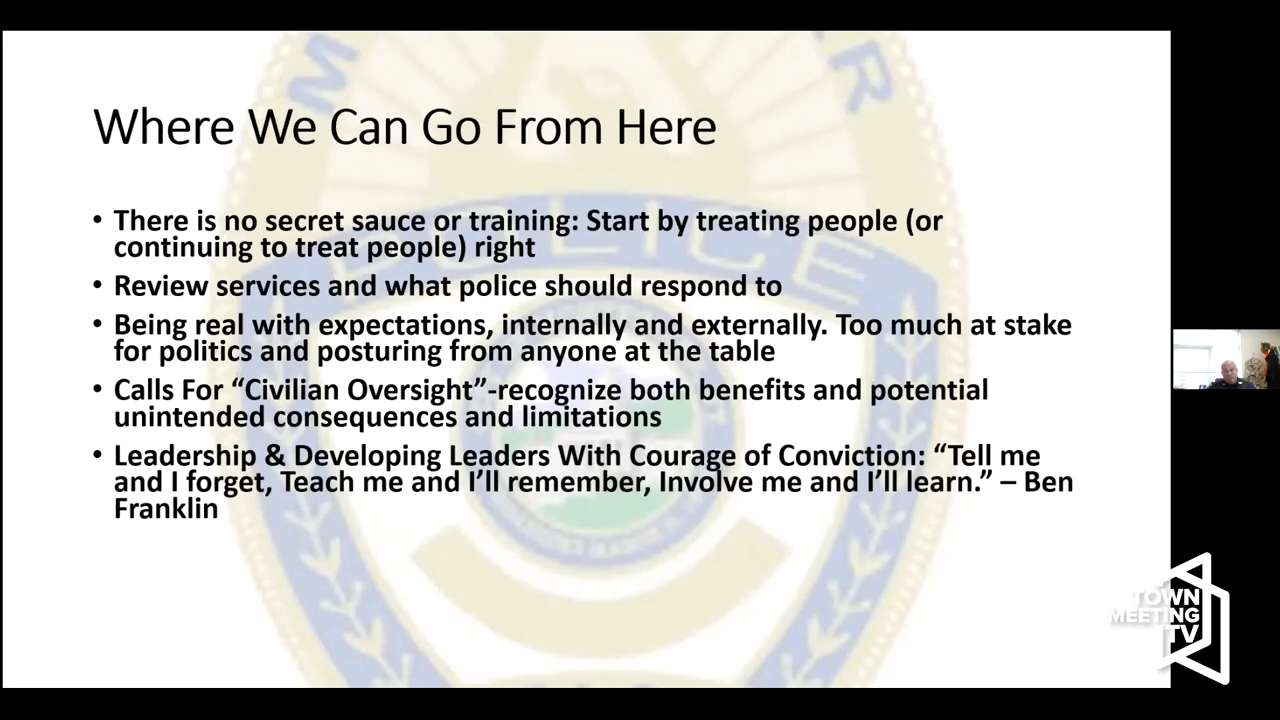 Where We Can Go From Here
• There is no secret sauce or training: Start by treating people (or
continuing to treat people) right
• Review services and what police should respond to
• Being real with expectations, internally and externally. Too much at stake
for politics and posturing from anyone at the table
• Calls For “Civilian Oversight”-recognize both benefits and potential
unintended consequences and limitations
• Leadership & Developing Leaders With Courage of Conviction: “Tell me
and I forget, Teach me and I’ll remember, Involve me and I’ll learn.” – Ben
Franklin
POLICE
TOWN
MEETING
TV